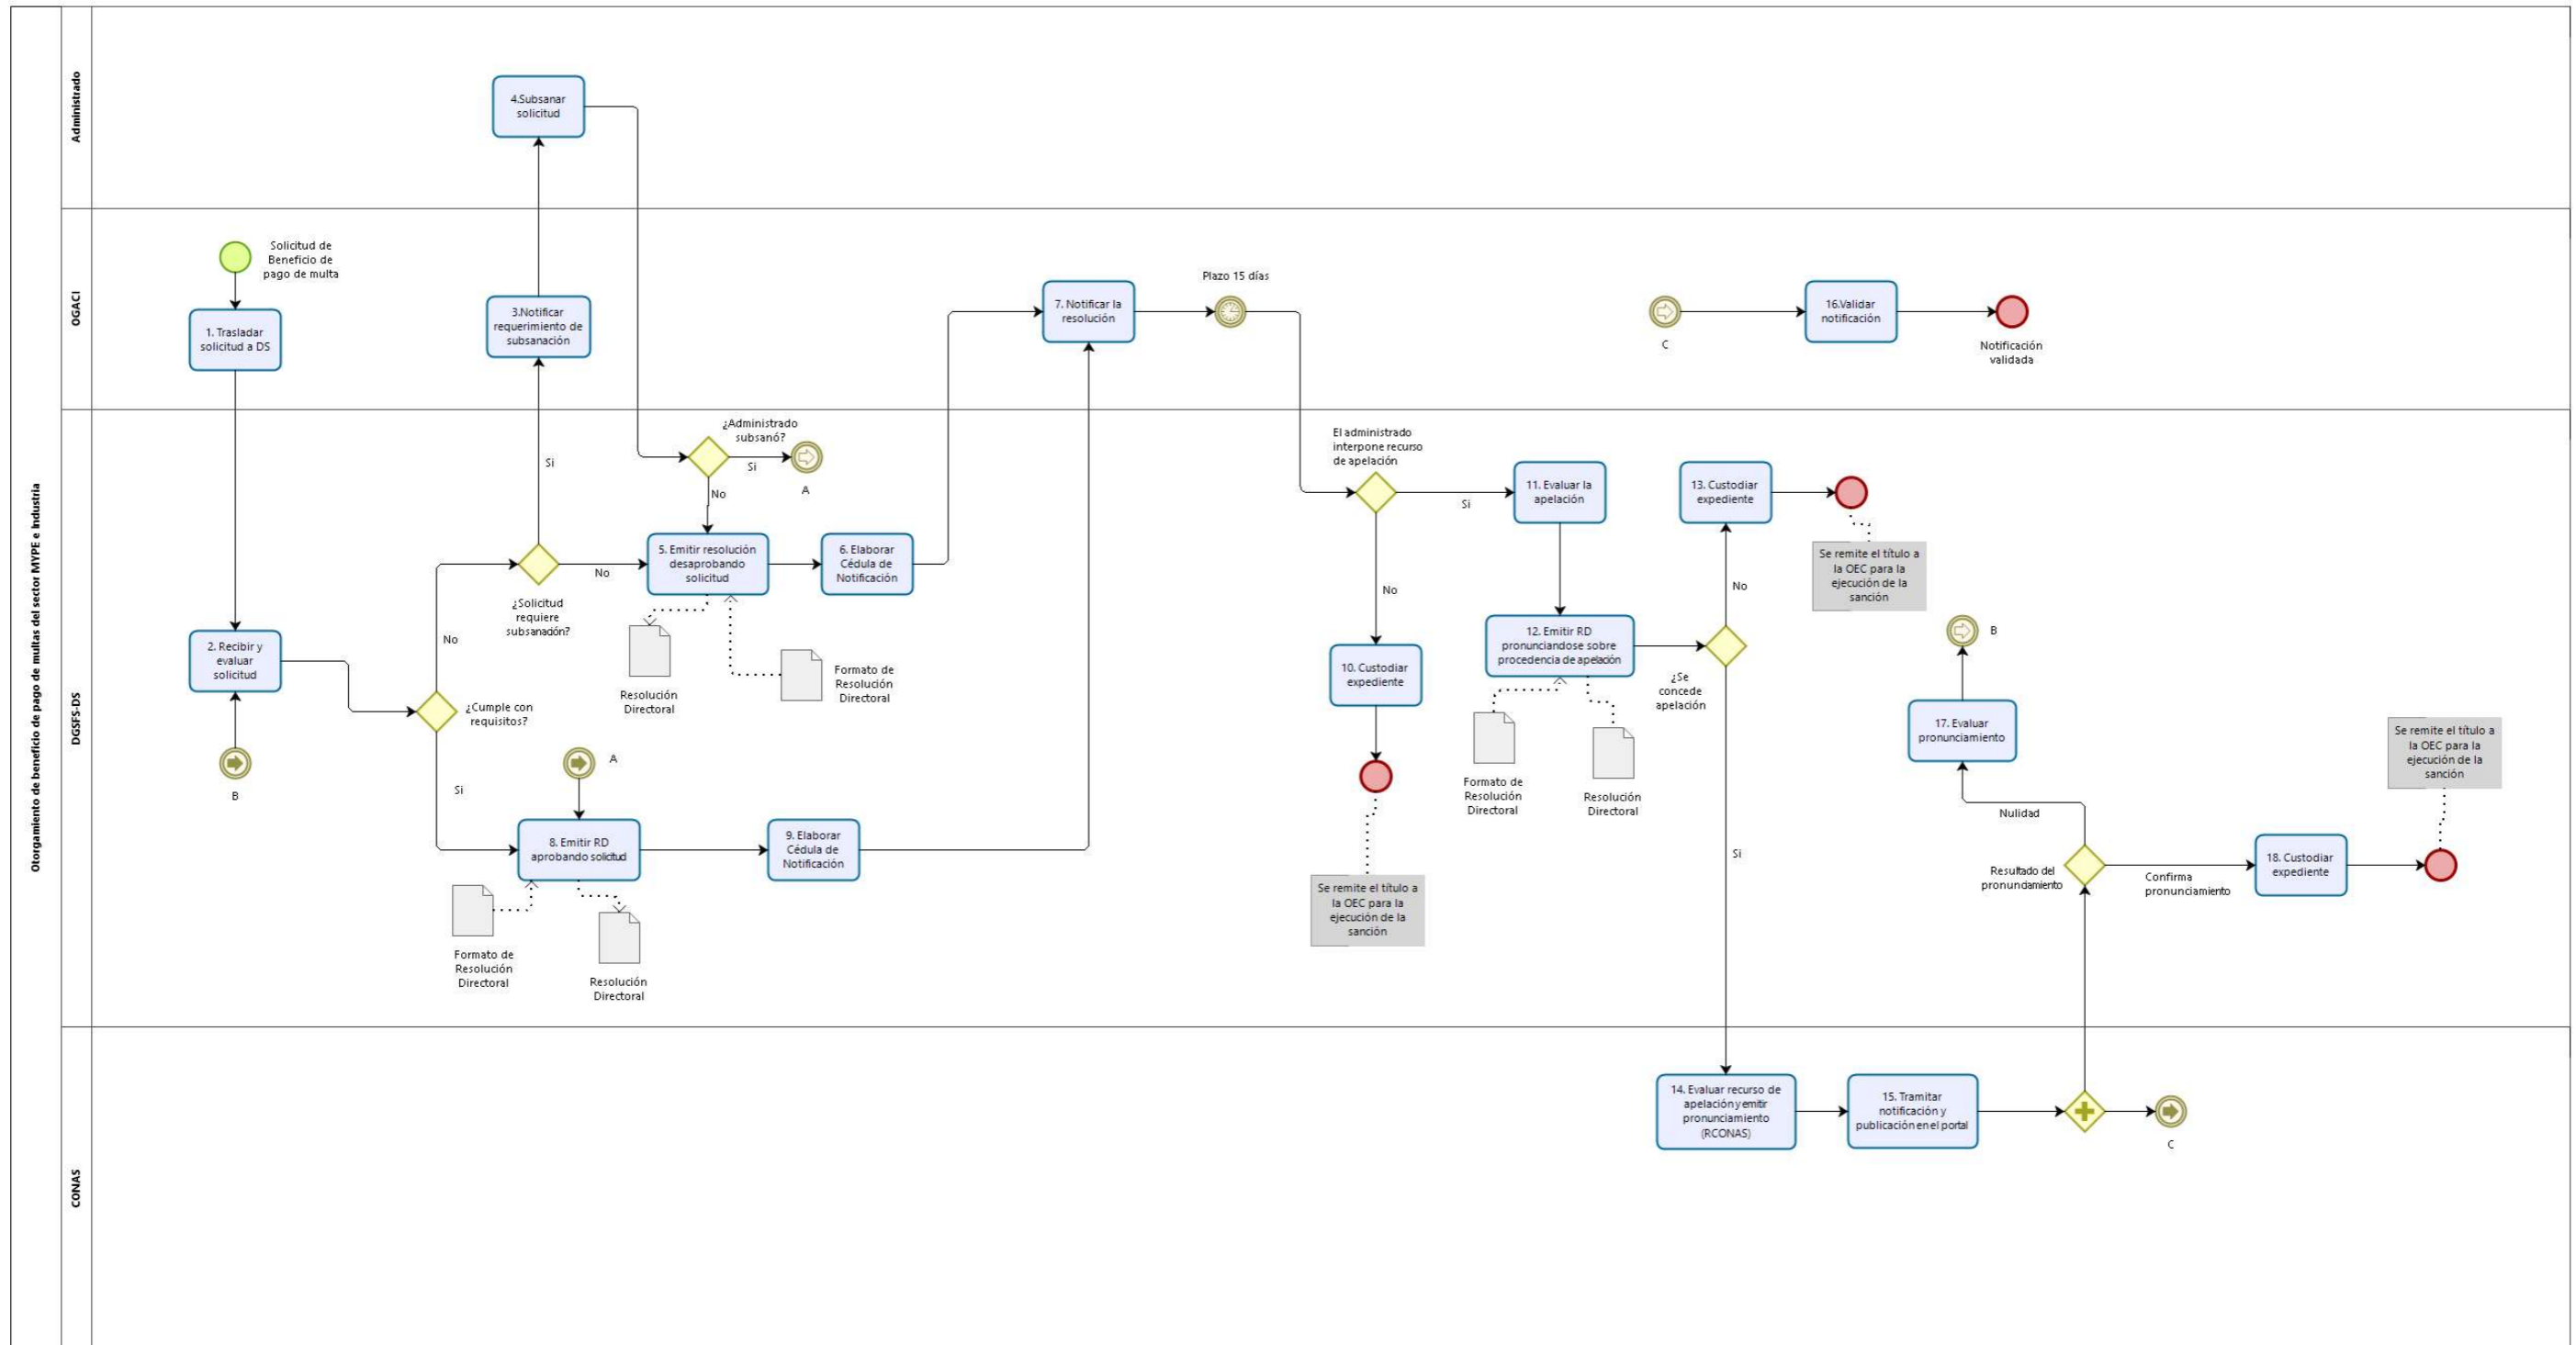 Otorgamiento de beneficio de pago de multas del sector MYPE e Industria
Administrado
4.Subsanar
solicitud
OGACI
Solicitud de
Beneficio de
pago de multa
1. Trasladar
solicitud a DS
3.Notificar
requerimiento de
subsanación
7. Notificar la
resolución
Plazo 15 días
C
16.Validar
notificación
Notificación
validada
DGSFS-DS
2. Recibir y
evaluar
solicitud
B
¿Cumple con
requisitos?
No
Si
¿Solicitud
requiere
subsanación?
Si
No
¿Administrado
subsanó?
Si
A
No
5. Emitir resolución
desaprobando
solicitud
6. Elaborar
Cédula de
Notificación
Resolución
Directoral
Formato de
Resolución
Directoral
A
8. Emitir RD
aprobando solicitud
9. Elaborar
Cédula de
Notificación
Formato de
Resolución
Directoral
Resolución
Directoral
El administrado
interpone recurso
de apelación
Si
No
10. Custodiar
expediente
Se remite el título a
la OEC para la
ejecución de la
sanción
11. Evaluar la
apelación
12. Emitir RD
pronunciandose sobre
procedencia de apelación
Formato de
Resolución
Directoral
Resolución
Directoral
¿Se
concede
apelación
No
Si
13. Custodiar
expediente
Se remite el título a
la OEC para la
ejecución de la
sanción
B
17. Evaluar
pronunciamiento
Nulidad
Resultado del
pronunciamiento
Confirma
pronunciamiento
18. Custodiar
expediente
Se remite el título a
la OEC para la
ejecución de la
sanción
CONAS
14. Evaluar recurso de
apelación y emitir
pronunciamiento
(RCONAS)
15. Tramitar
notificación y
publicación en el portal
C